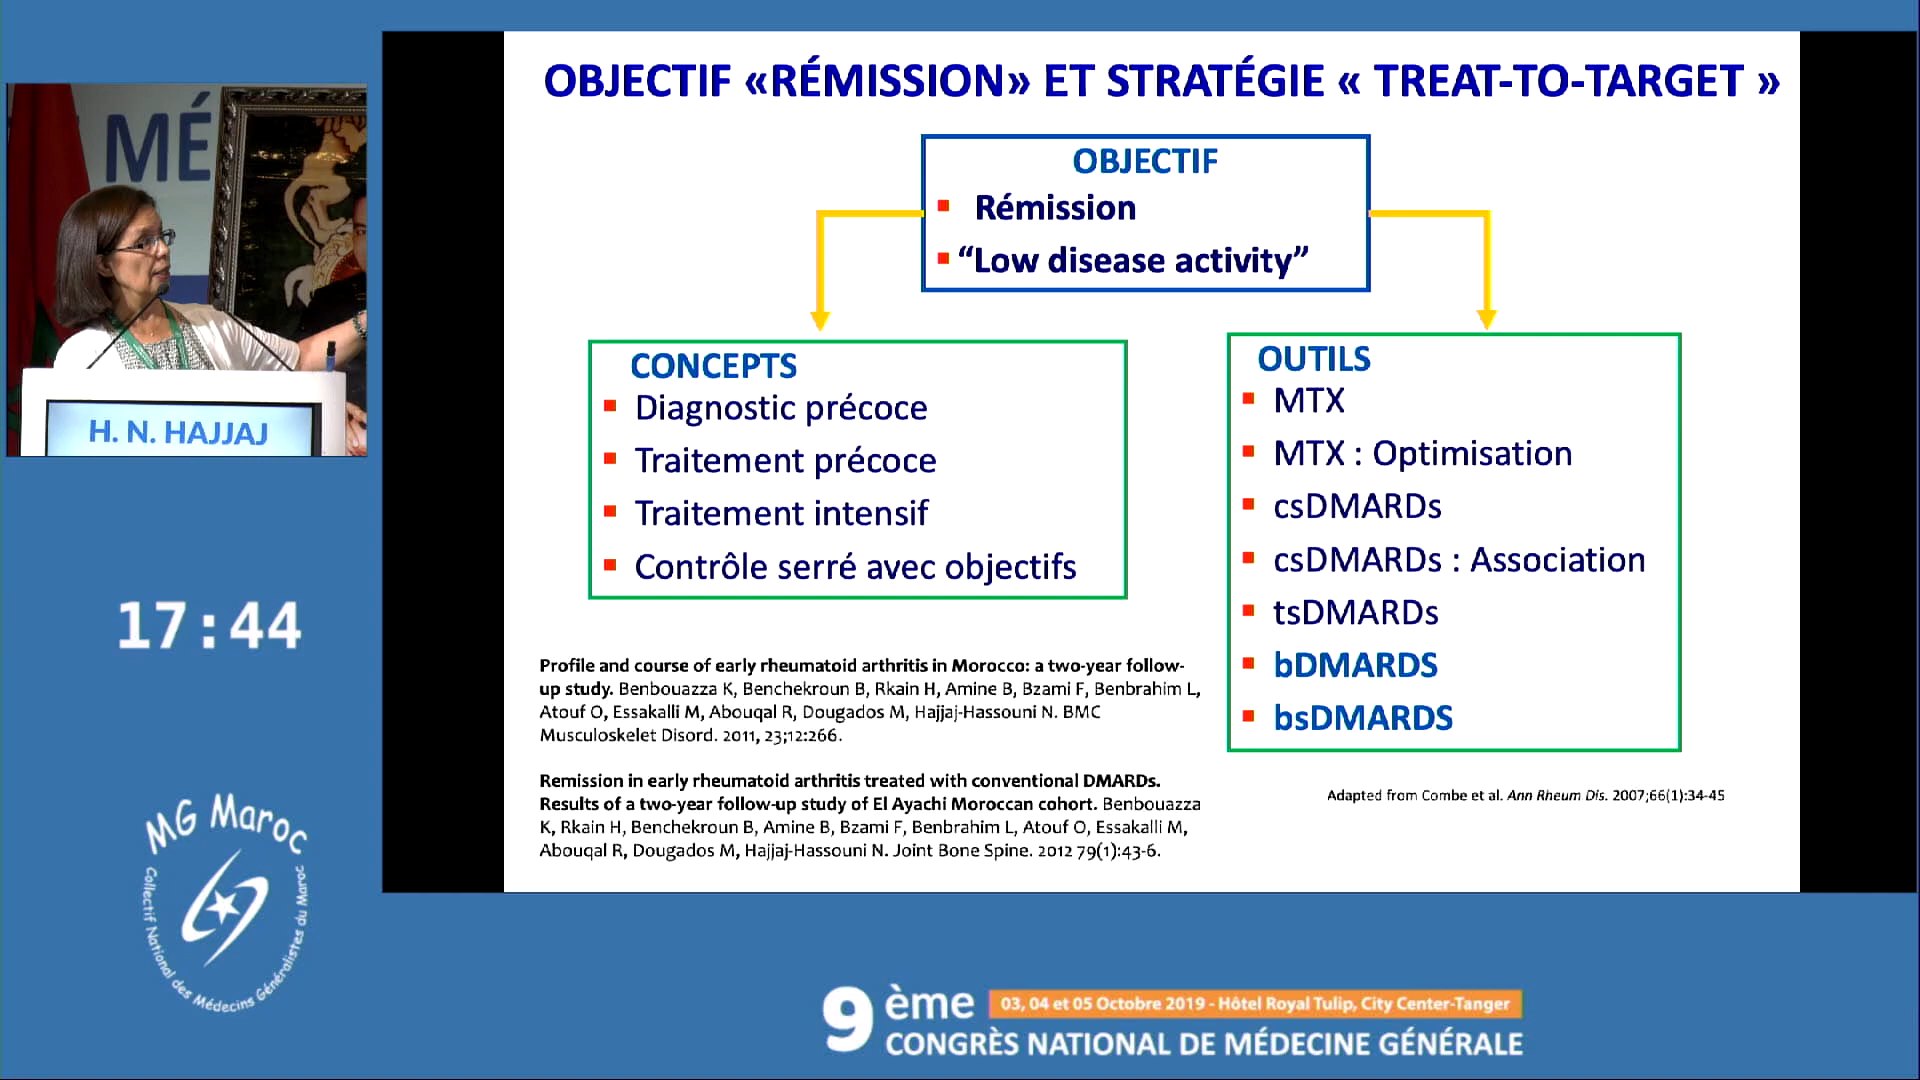 OBJECTIF «RÉMISSION» ET STRATÉGIE « TREAT-TO-TARGET »
OBJECTIF
Rémission
“Low disease activity”
CONCEPTS
Diagnostic précoce
Traitement précoce
Traitement intensif
Contrôle serré avec objectifs
OUTILS
MTX
MTX : Optimisation
csDMARDs
csDMARDs : Association
tsDMARDs
bDMARDS
bsDMARDS
Profile and course of early rheumatoid arthritis in Morocco: a two-year follow-
up study. Benbouazza K, Benchekroun B, Rkain H, Amine B, Bzami F, Benbrahim L,
Atouf O, Essakalli M, Abouqal R, Dougados M, Hajjaj-Hassouni N. BMC
Musculoskelet Disord. 2011, 23;12:266.
Remission in early rheumatoid arthritis treated with conventional DMARDs.
Results of a two-year follow-up study of El Ayachi Moroccan cohort. Benbouazza
K, Rkain H, Benchekroun B, Amine B, Bzami F, Benbrahim L, Atouf O, Essakalli M,
Abouqal R, Dougados M, Hajjaj-Hassouni N. Joint Bone Spine. 2012 79(1):43-6.
Adapted from Combe et al. Ann Rheum Dis. 2007;66(1):34-45
MÉ
H. N. HAJJAJ
17:44
MG Maroc
Collectif National des Médecins Généralistes du Maroc
9ème
03, 04 et 05 Octobre 2019 - Hôtel Royal Tulip, City Center-Tanger
CONGRÈS NATIONAL DE MÉDECINE GÉNÉRALE